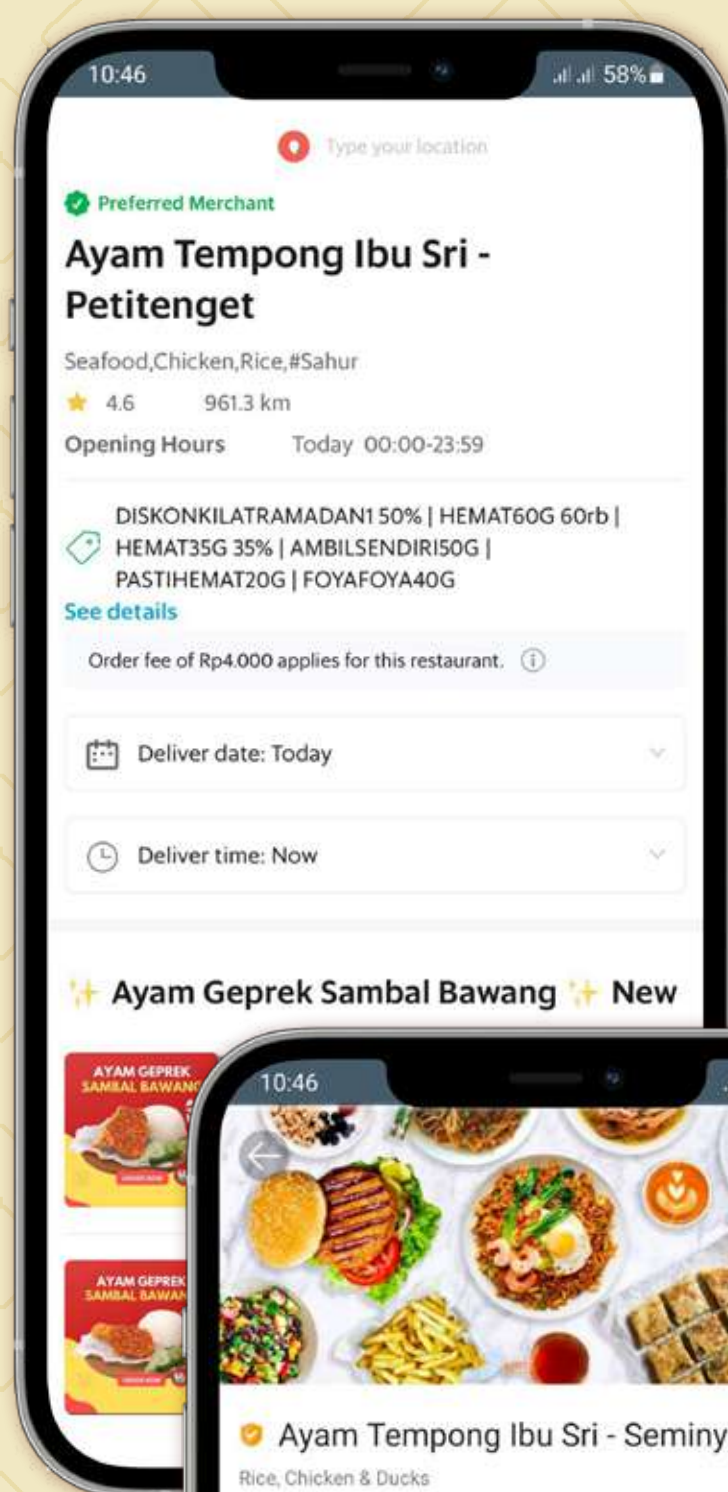 10:46
58%
Type your location
Preferred Merchant
Ayam Tempong Ibu Sri -
Petitenget
Seafood,Chicken,Rice,#Sahur
4.6 961.3 km
Opening Hours Today 00:00-23:59
DISKONKILATRAMADAN1 50% | HEMAT60G 60rb |
HEMAT35G 35% | AMBILSENDIRI50G |
PASTIHEMAT20G | FOYAFOYA40G
See details
Order fee of Rp4.000 applies for this restaurant.
Deliver date: Today
Deliver time: Now
✨ Ayam Geprek Sambal Bawang ✨ New
AYAM GEPREK
SAMBAL BAWANG
AYAM GEPREK
SAMBAL BAWAN
10:46
Ayam Tempong Ibu Sri - Seminy
Rice, Chicken & Ducks